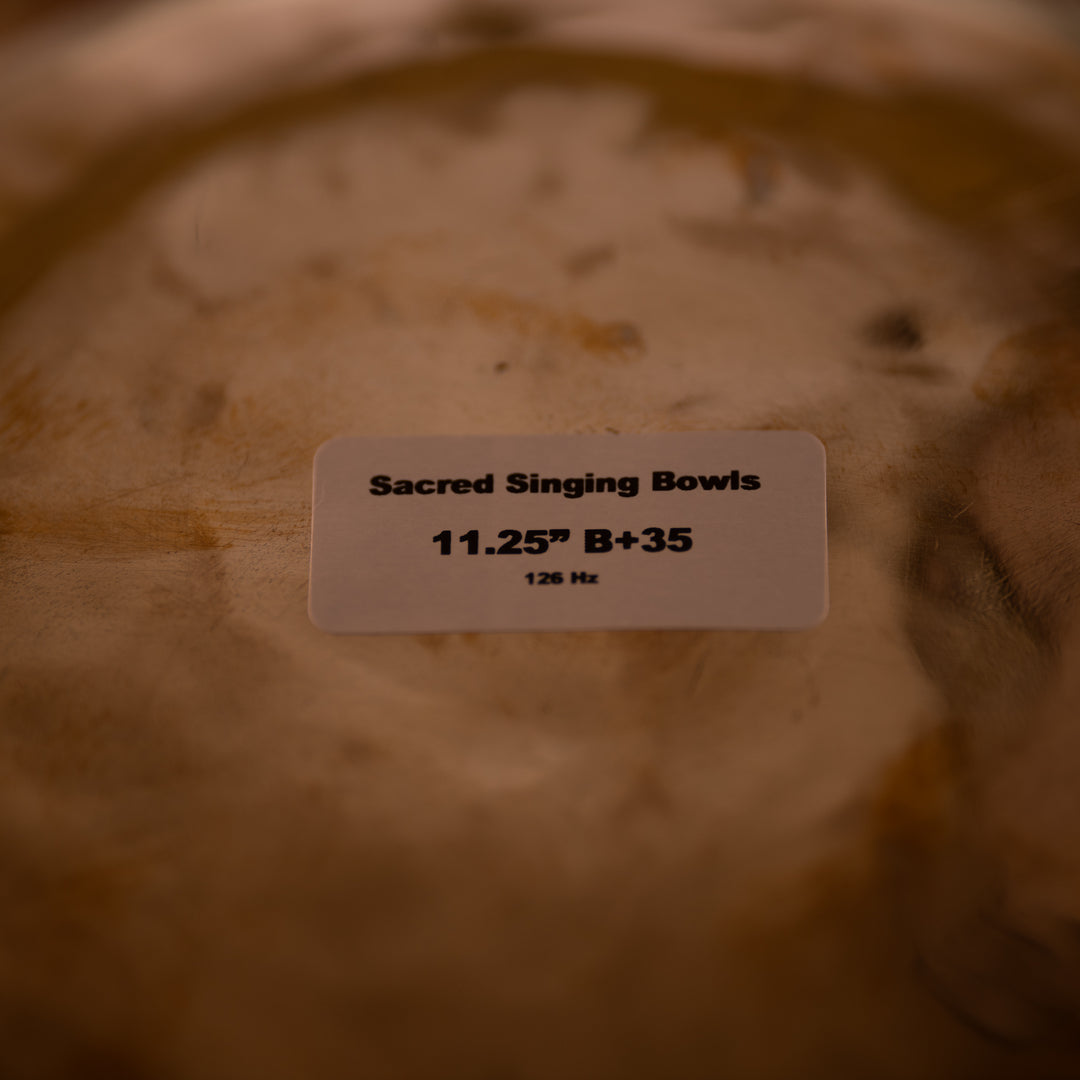 Sacred Singing Bowls
11.25” B+35
126 Hz